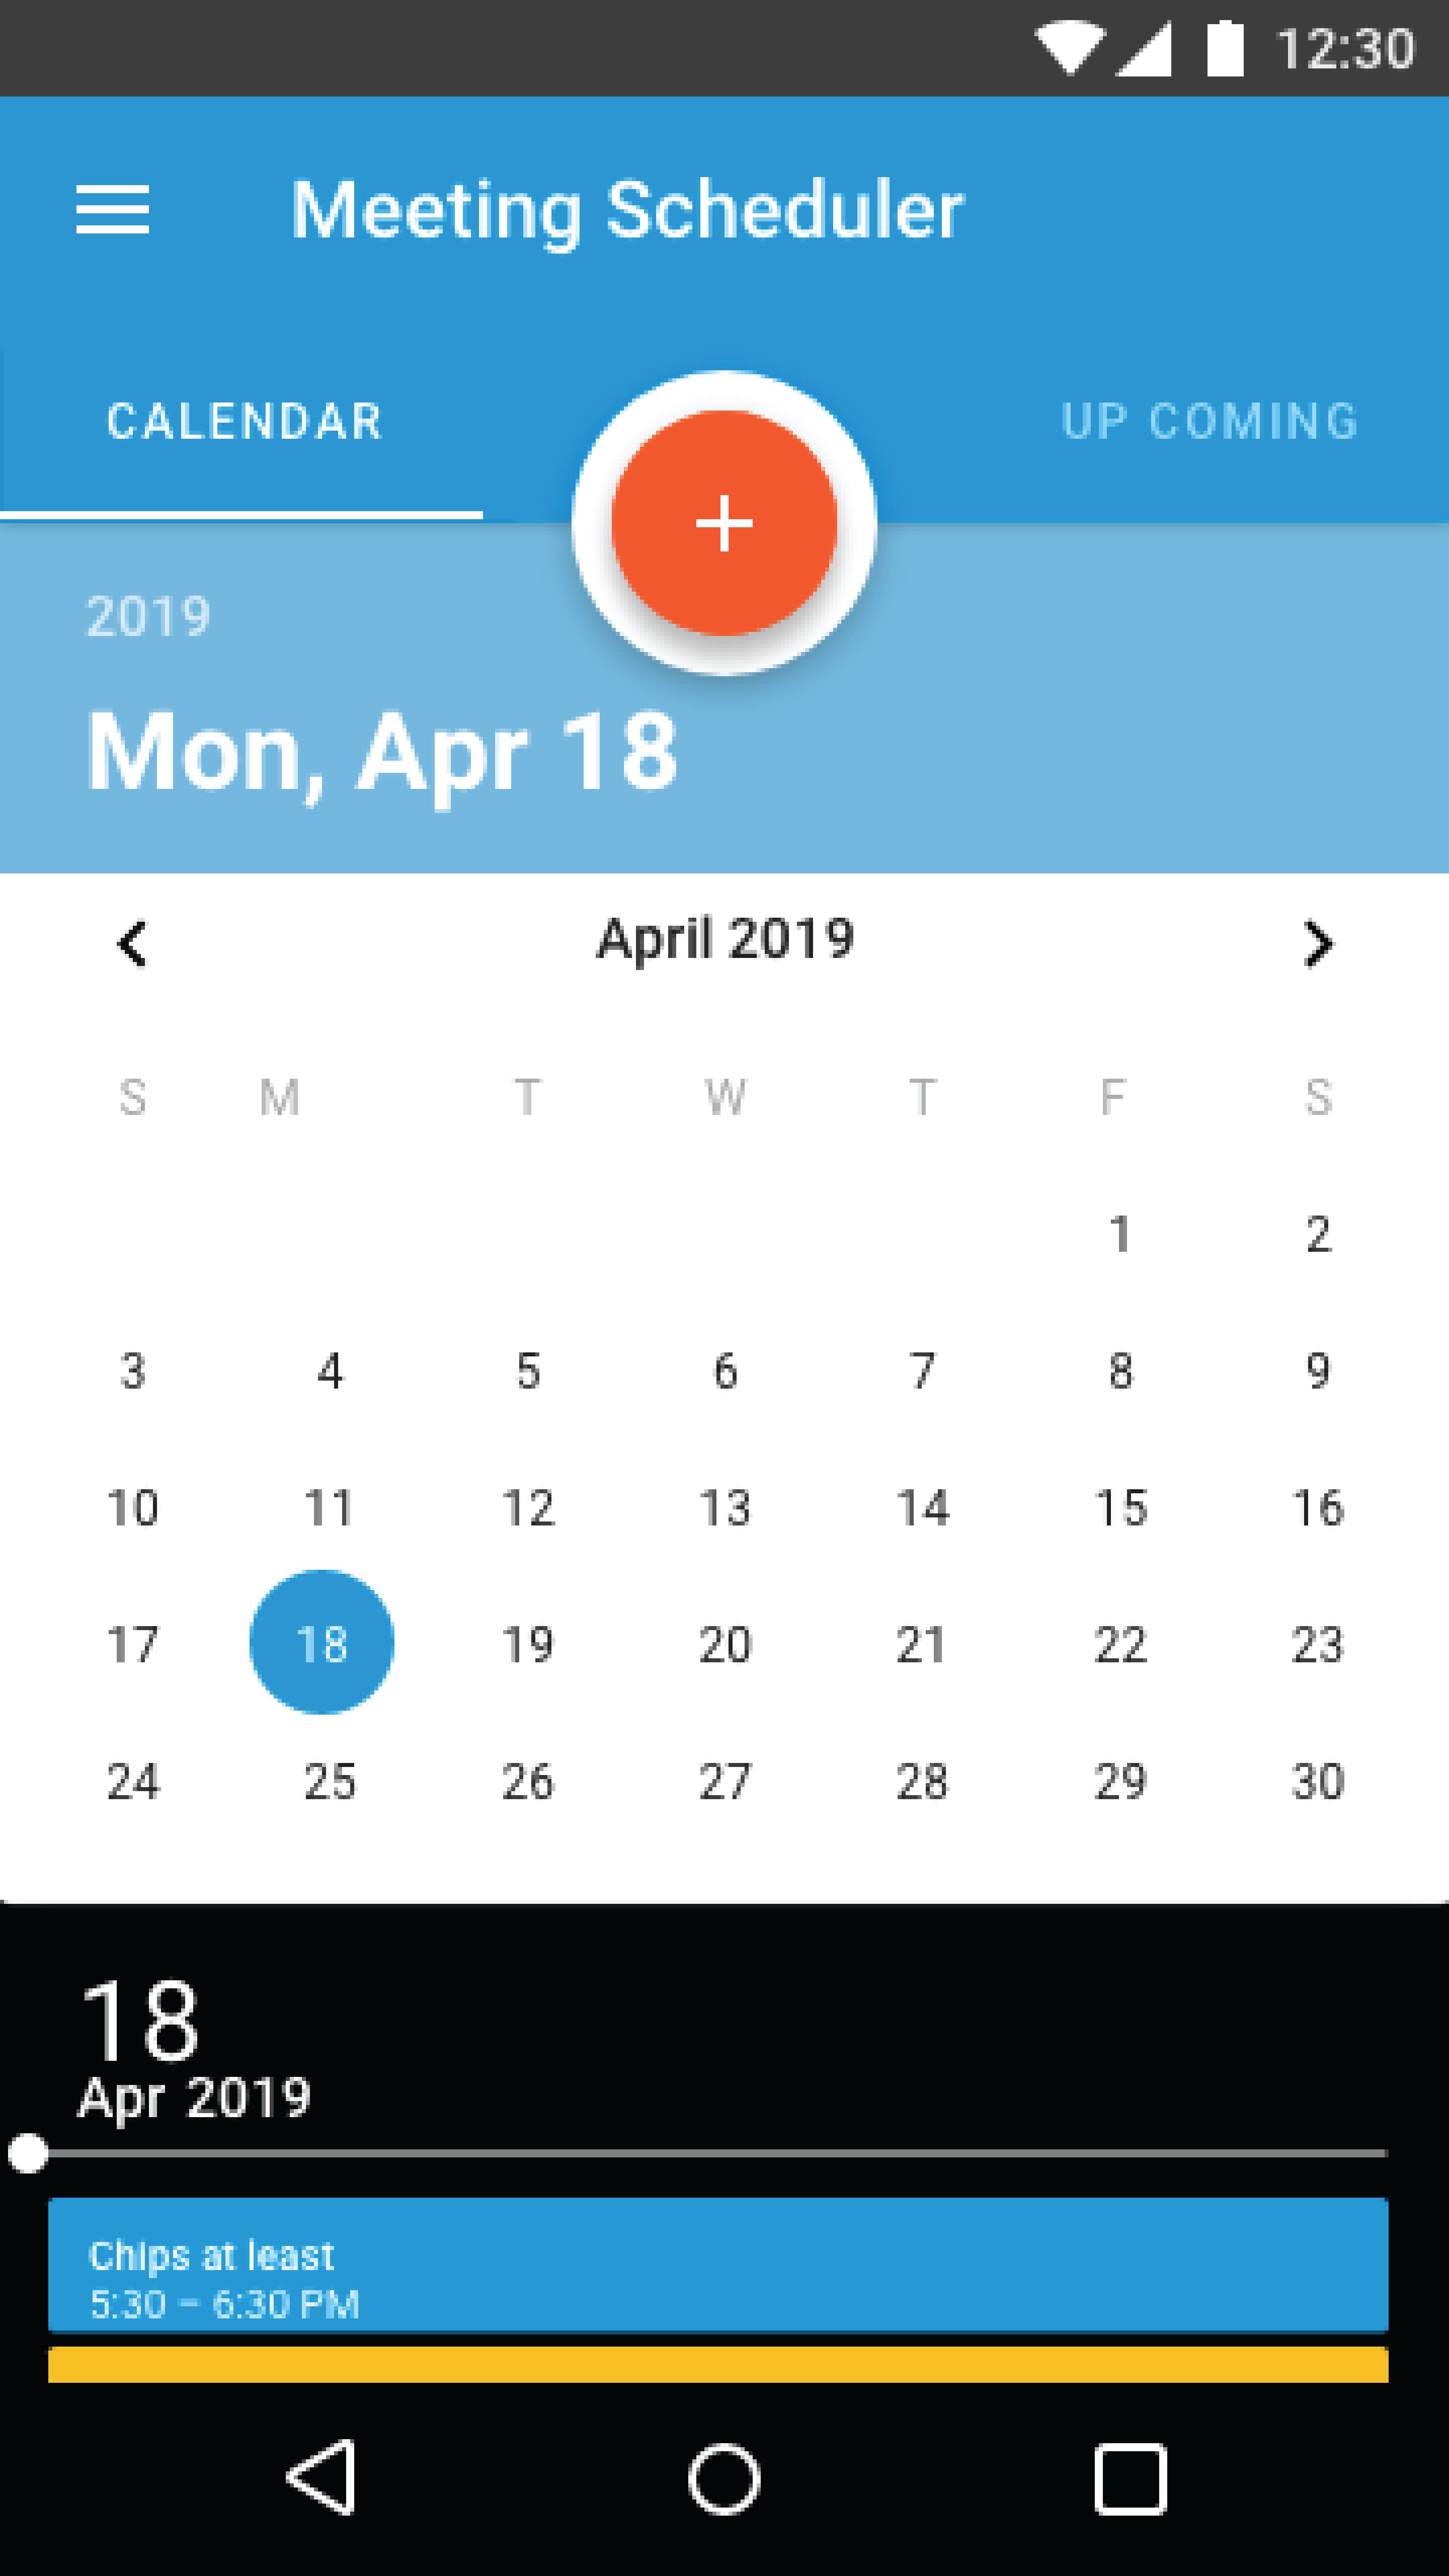 12:30
Meeting Scheduler
CALENDAR UP COMING
+
2019
Mon, Apr 18
April 2019
S M T W T F S
1 2
3 4 5 6 7 8 9
10 11 12 13 14 15 16
17 18 19 20 21 22 23
24 25 26 27 28 29 30
18
Apr 2019
Chips at least
5:30 – 6:30 PM